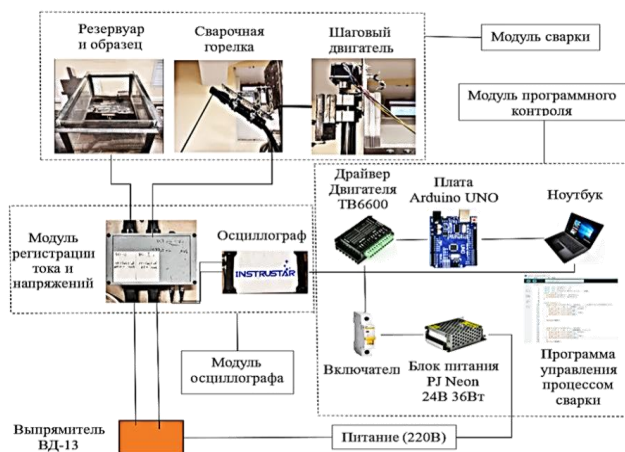 Резервуар
и образец
Сварочная
горелка
Шаговый
двигатель
Модуль сварки
Модуль программного
контроля
Драйвер
Двигателя
TB6600
Плата
Arduino UNO
Ноутбук
Модуль
регистрации
тока и
напряжений
Осциллограф
INSTRUSTAR
Модуль
осциллографа
Включатель
Блок питания
PJ Neon
24В 36Вт
Программа
управления
процессом
сварки
Выпрямитель
ВД-13
Питание (220В)